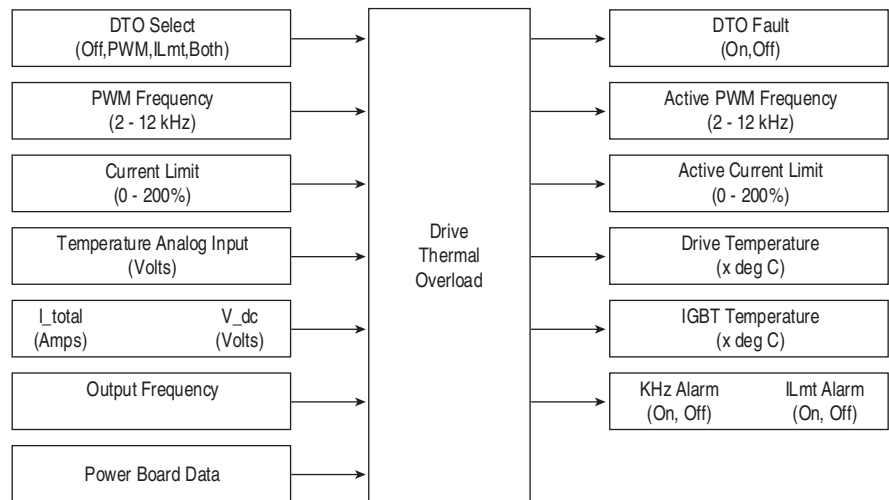 DTO Select
(Off,PWM,ILmt,Both)
PWM Frequency
(2 - 12 kHz)
Current Limit
(0 - 200%)
Temperature Analog Input
(Volts)
I_total V_dc
(Amps) (Volts)
Output Frequency
Power Board Data
Drive
Thermal
Overload
DTO Fault
(On,Off)
Active PWM Frequency
(2 - 12 kHz)
Active Current Limit
(0 - 200%)
Drive Temperature
(x deg C)
IGBT Temperature
(x deg C)
KHz Alarm ILmt Alarm
(On, Off) (On, Off)